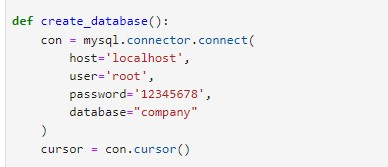 def create_database():
    con = mysql.connector.connect(
        host='localhost',
        user='root',
        password='12345678',
        database="company"
    )
    cursor = con.cursor()